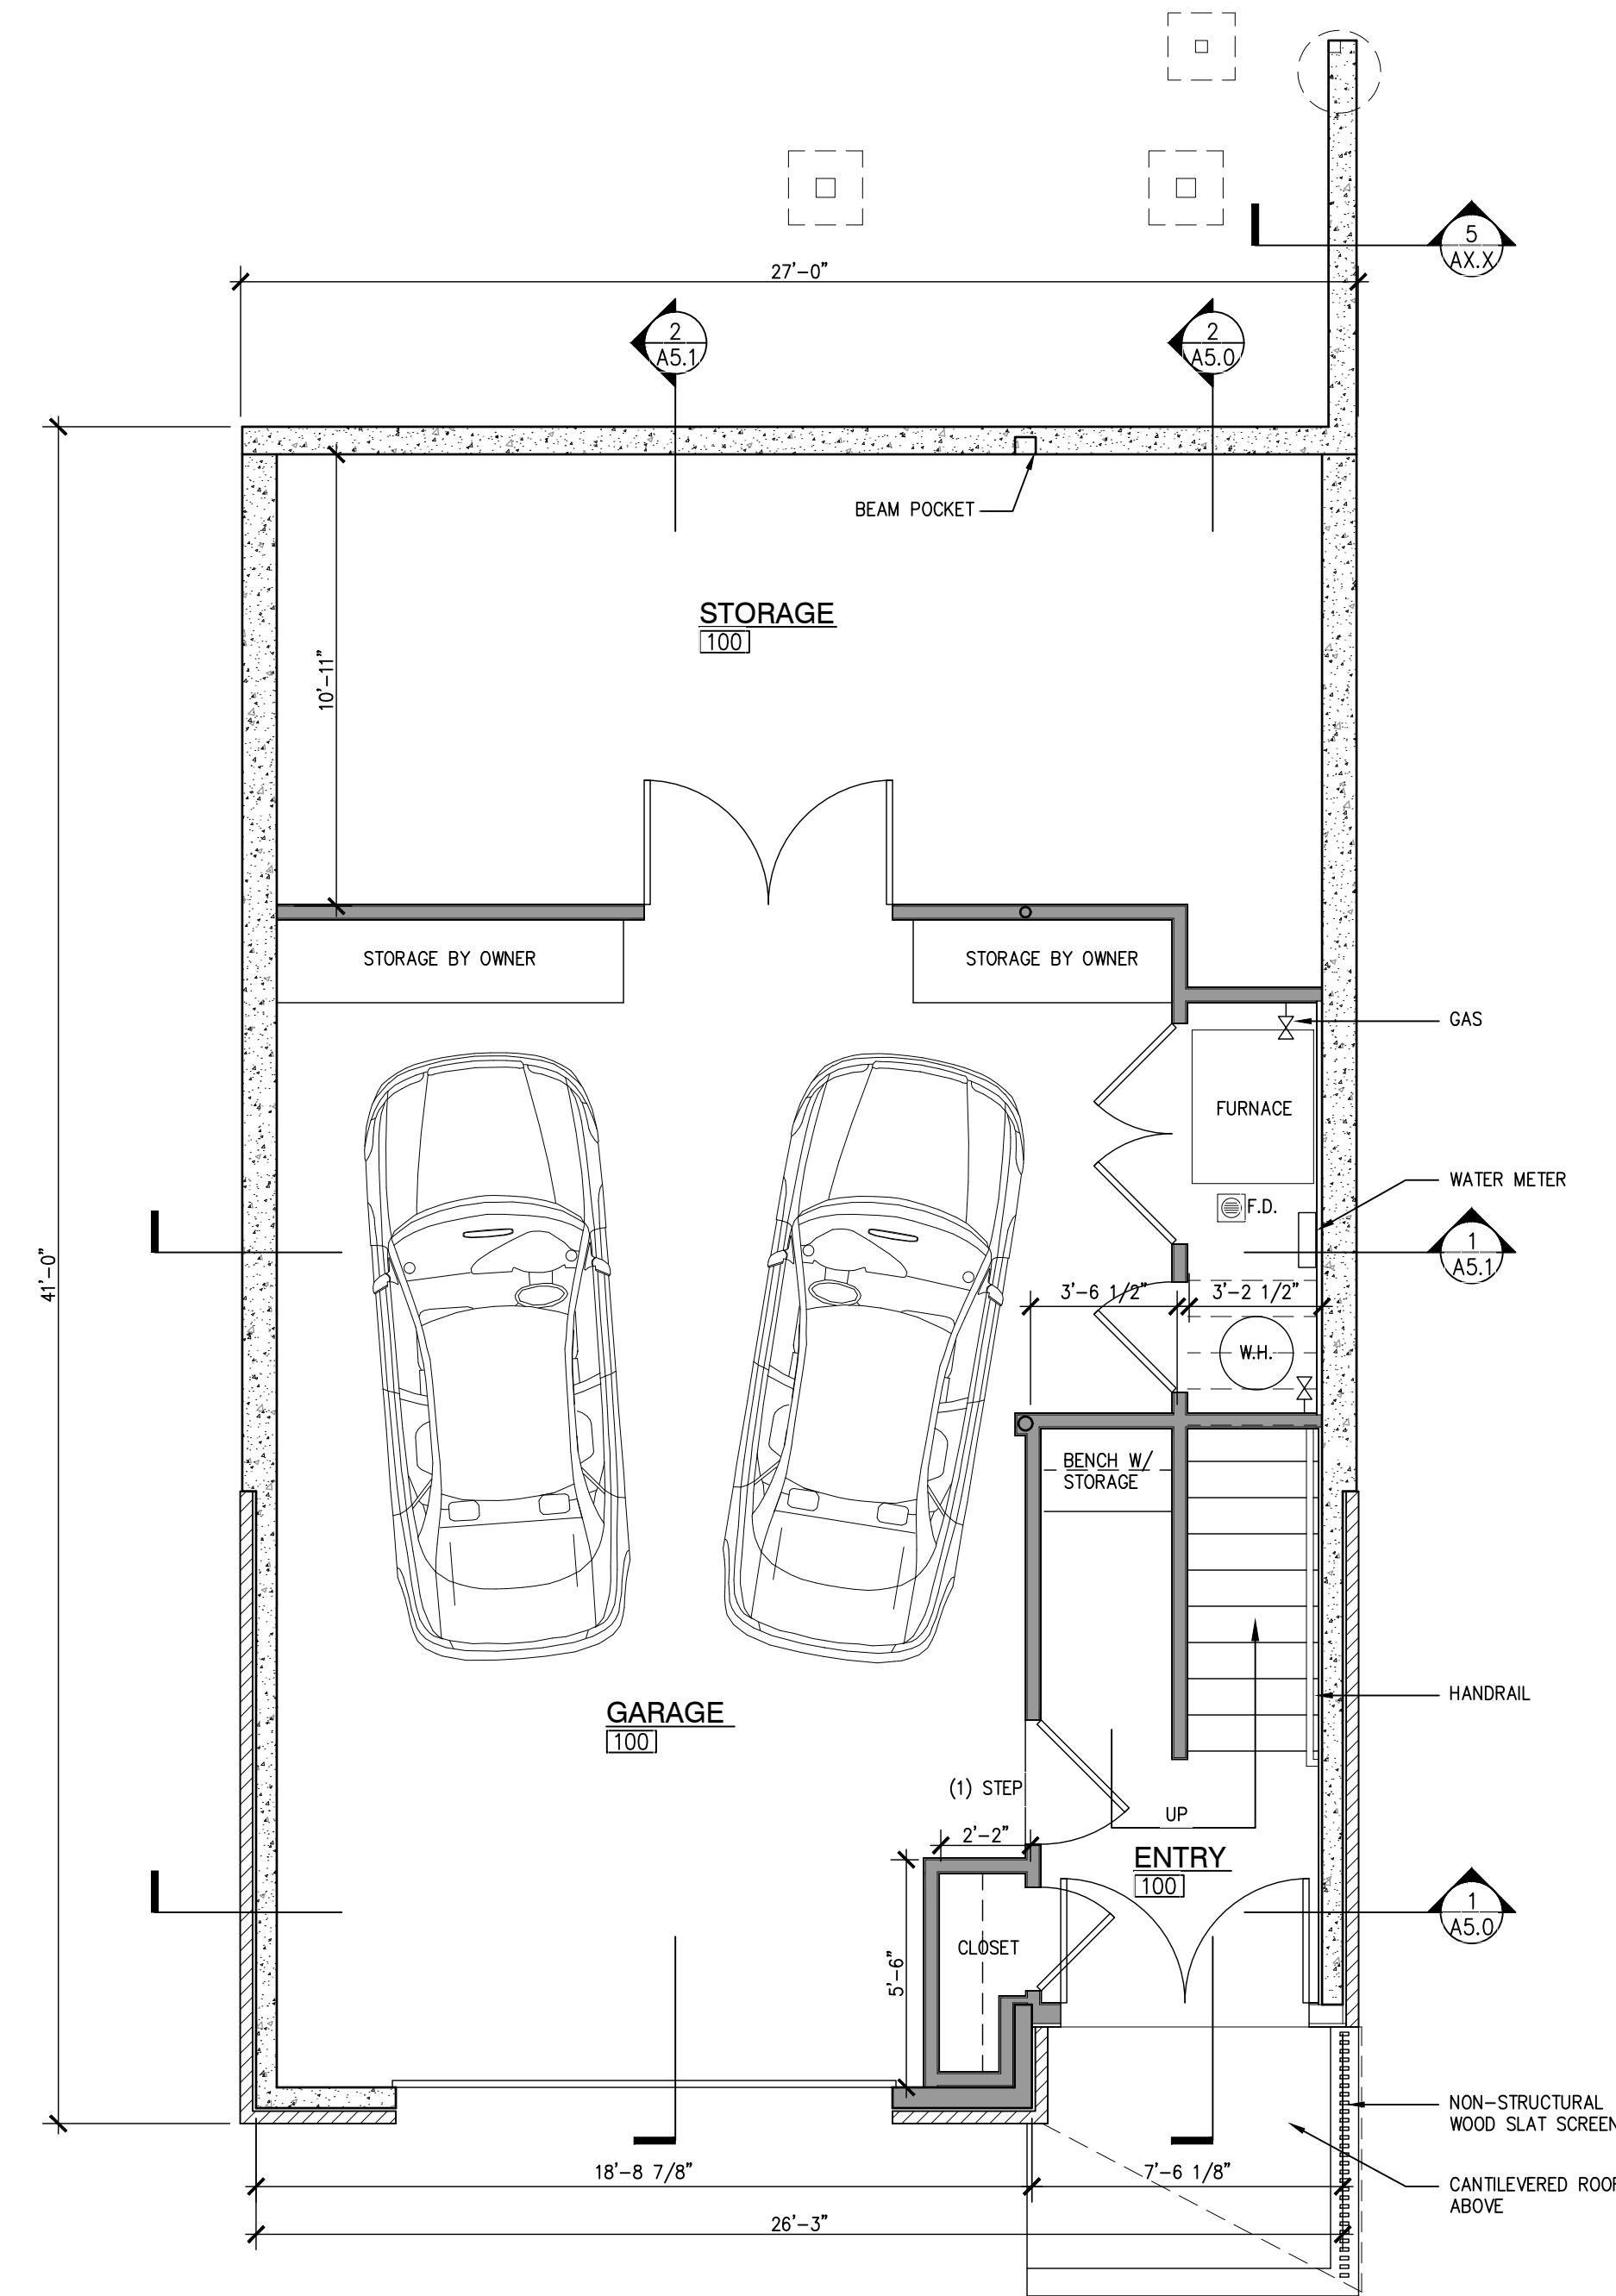 5
AX.X
27'-0"
2
A5.1
2
A5.0
BEAM POCKET
STORAGE
100
10'-11"
STORAGE BY OWNER
STORAGE BY OWNER
GAS
FURNACE
WATER METER
F.D.
1
A5.1
41'-0"
3'-6 1/2"
3'-2 1/2"
W.H.
BENCH W/
STORAGE
HANDRAIL
GARAGE
100
(1) STEP
UP
2'-2"
ENTRY
100
1
A5.0
CLOSET
5'-6"
NON-STRUCTURAL
WOOD SLAT SCREEN
18'-8 7/8"
7'-6 1/8"
CANTILEVERED ROOF
ABOVE
26'-3"